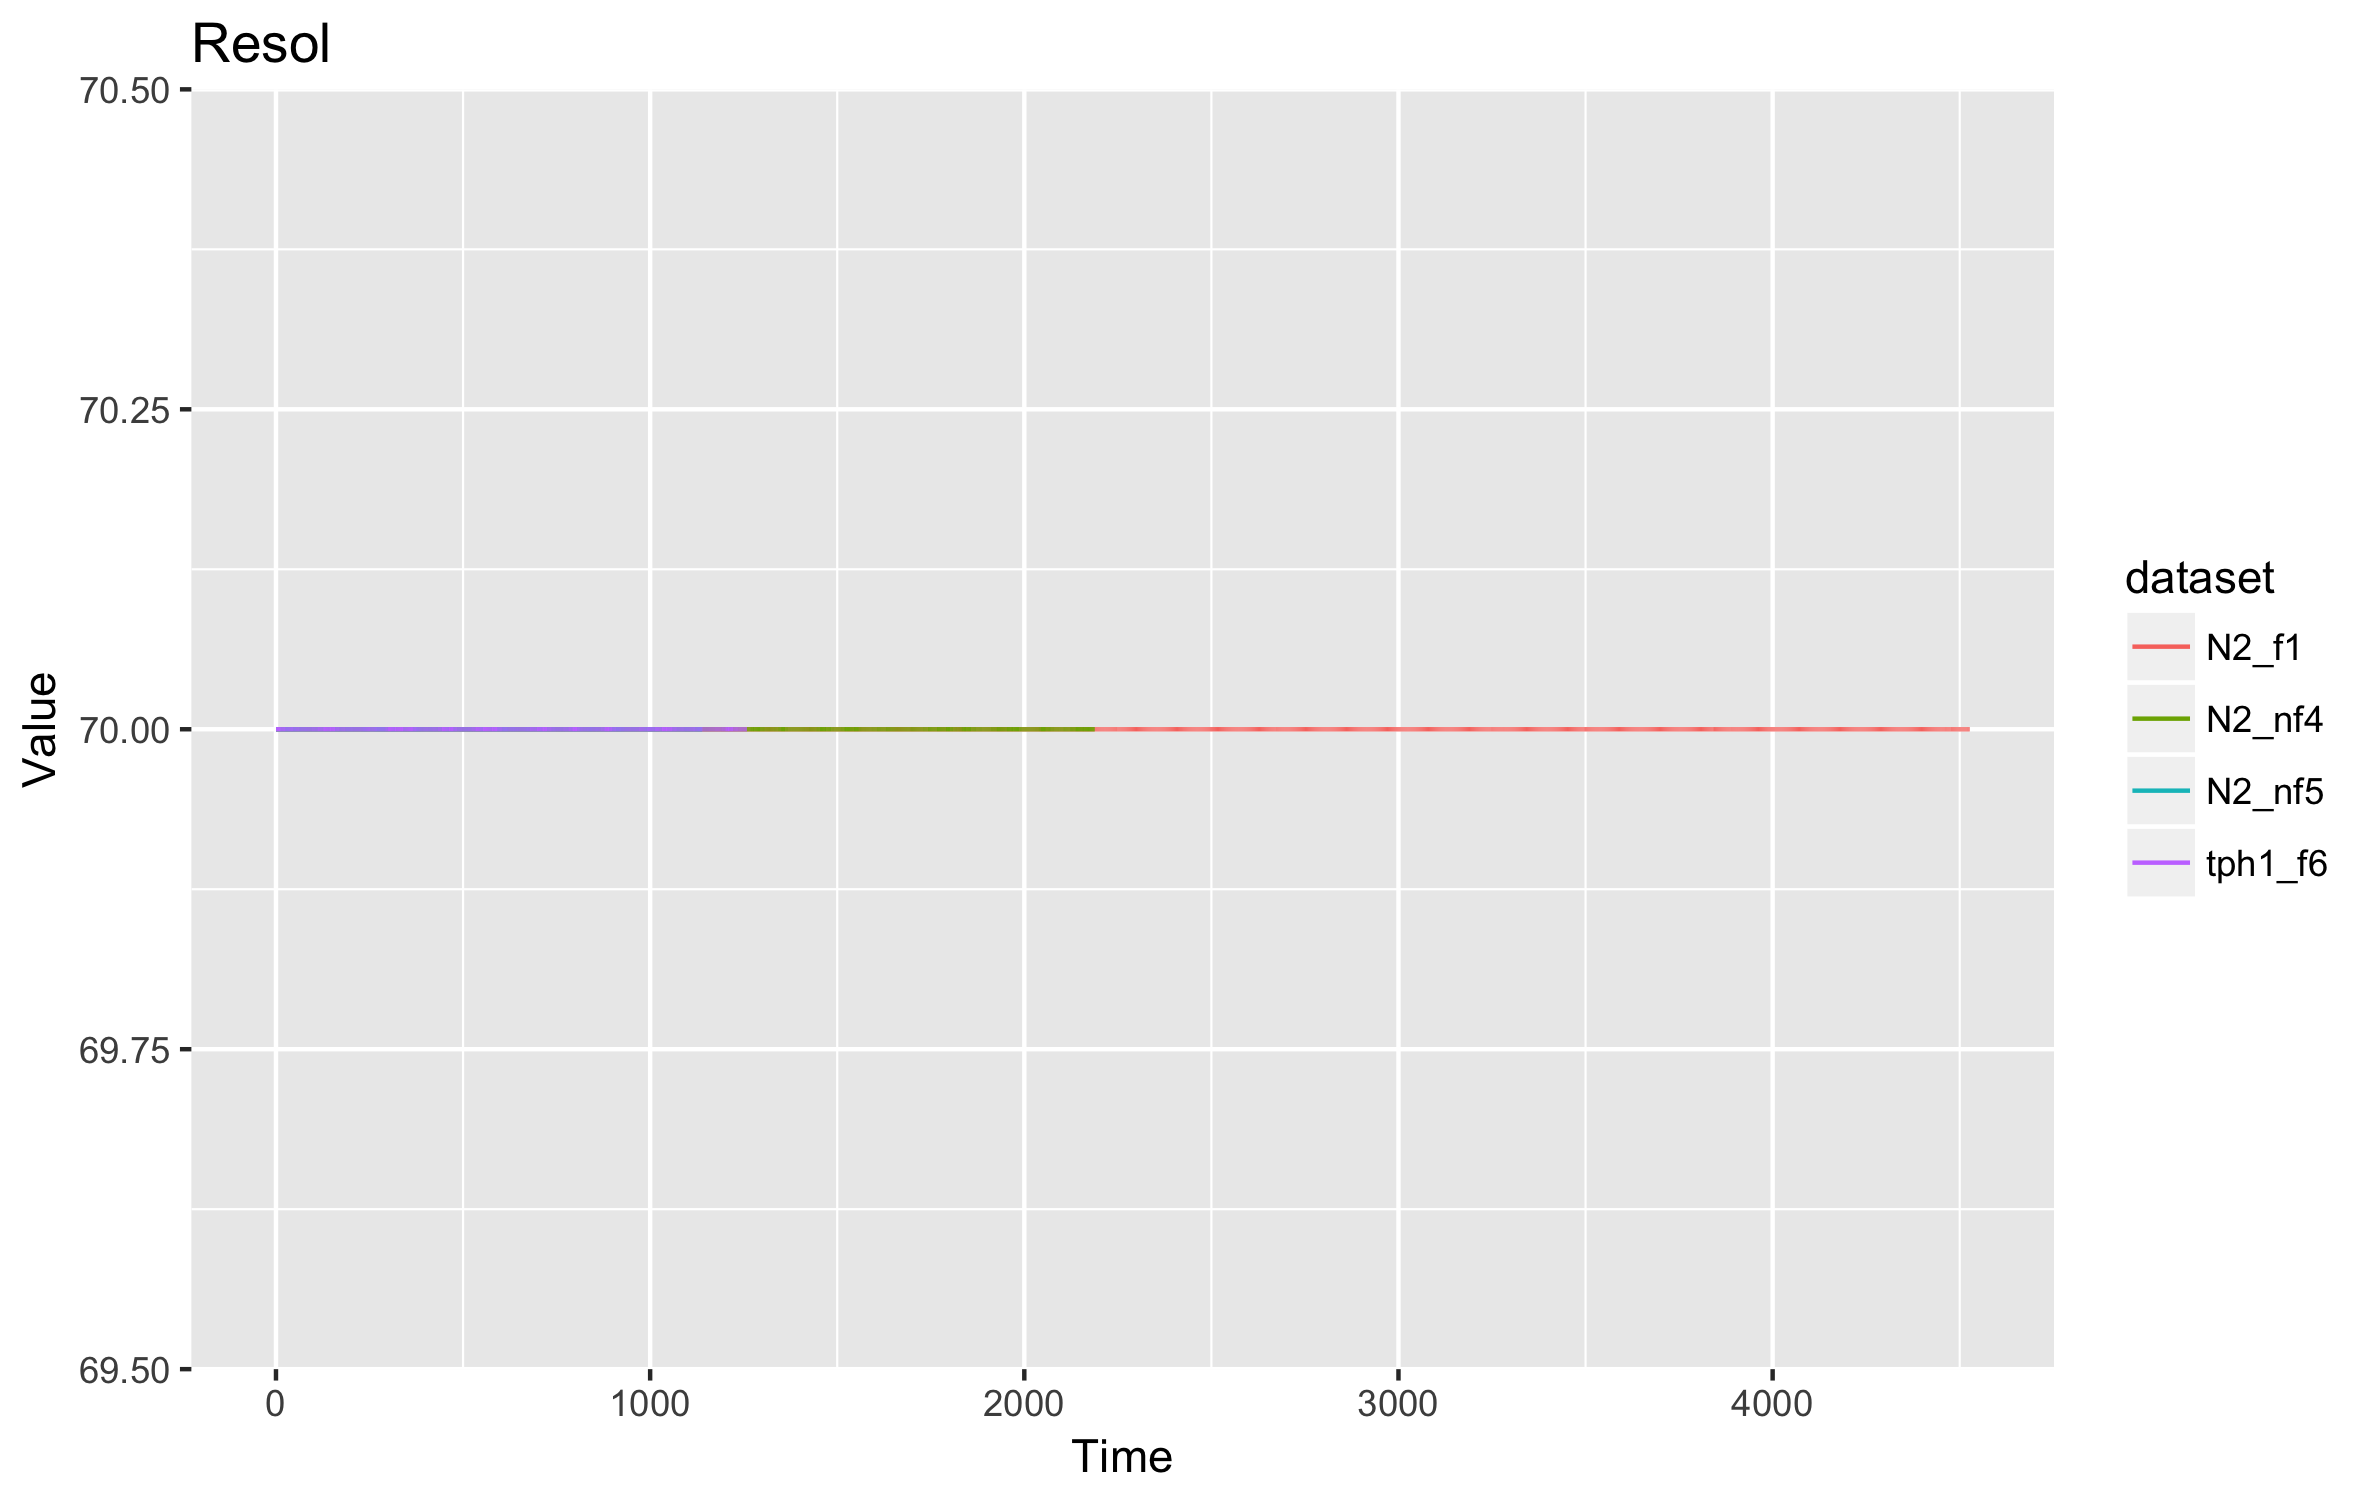 Resol
70.50
70.25
70.00
69.75
69.50
Value
0 1000 2000 3000 4000
Time
dataset
N2_f1
N2_nf4
N2_nf5
tph1_f6